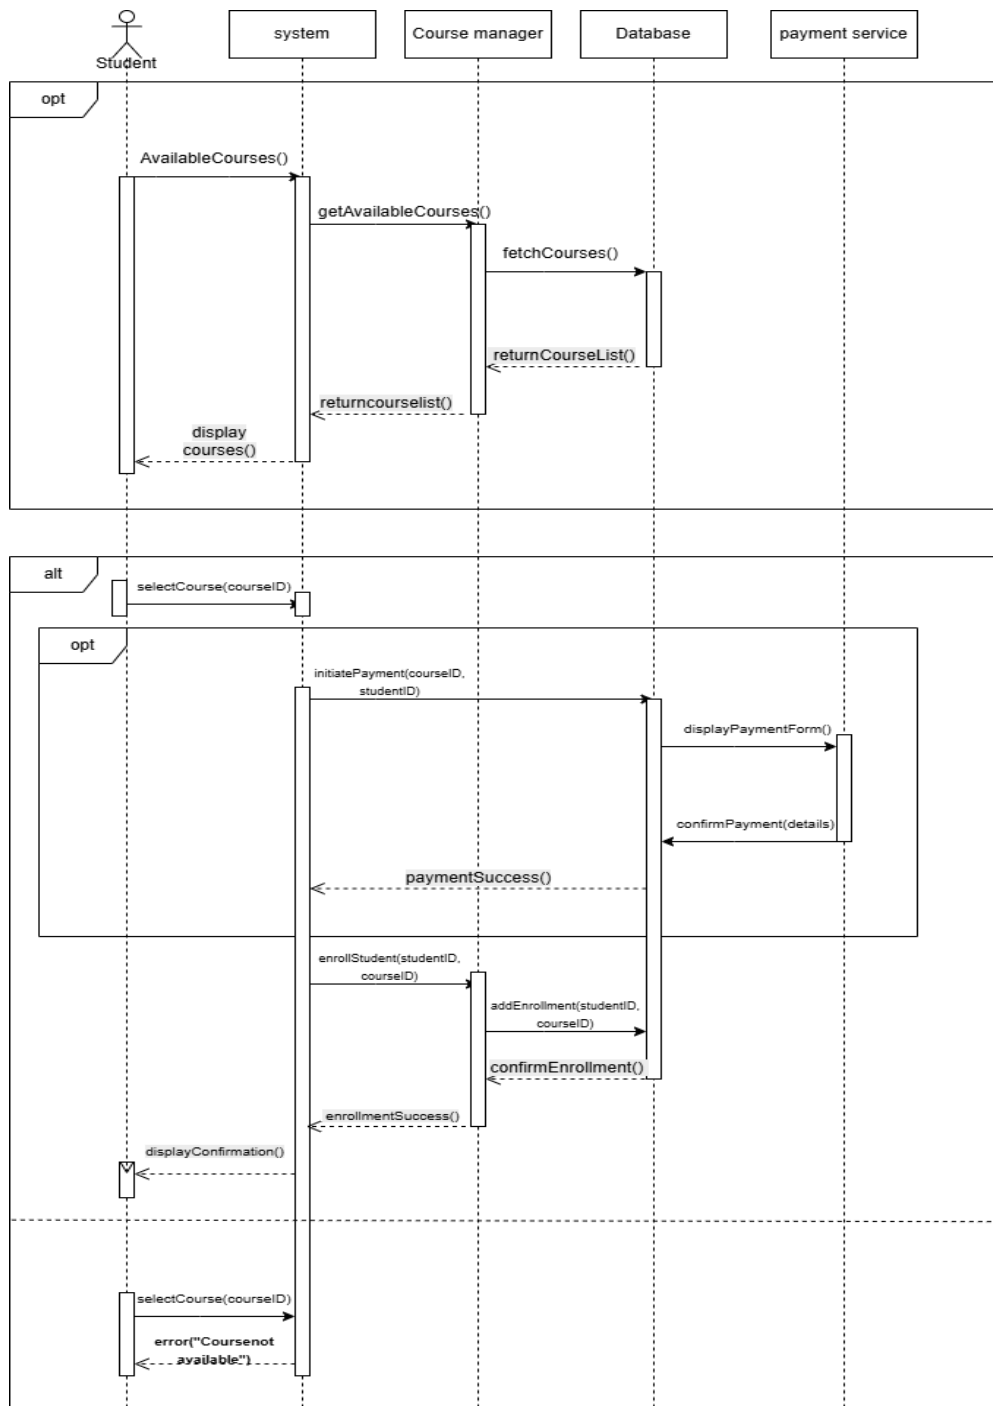 Student
system
Course manager
Database
payment service
opt
AvailableCourses()
getAvailableCourses()
fetchCourses()
returnCourseList()
returncourselist()
display
courses()
alt
selectCourse(courseID)
opt
initiatePayment(courseID,
studentID)
displayPaymentForm()
confirmPayment(details)
paymentSuccess()
enrollStudent(studentID,
courseID)
addEnrollment(studentID,
courseID)
confirmEnrollment()
enrollmentSuccess()
displayConfirmation()
selectCourse(courseID)
error("Coursenot
available")